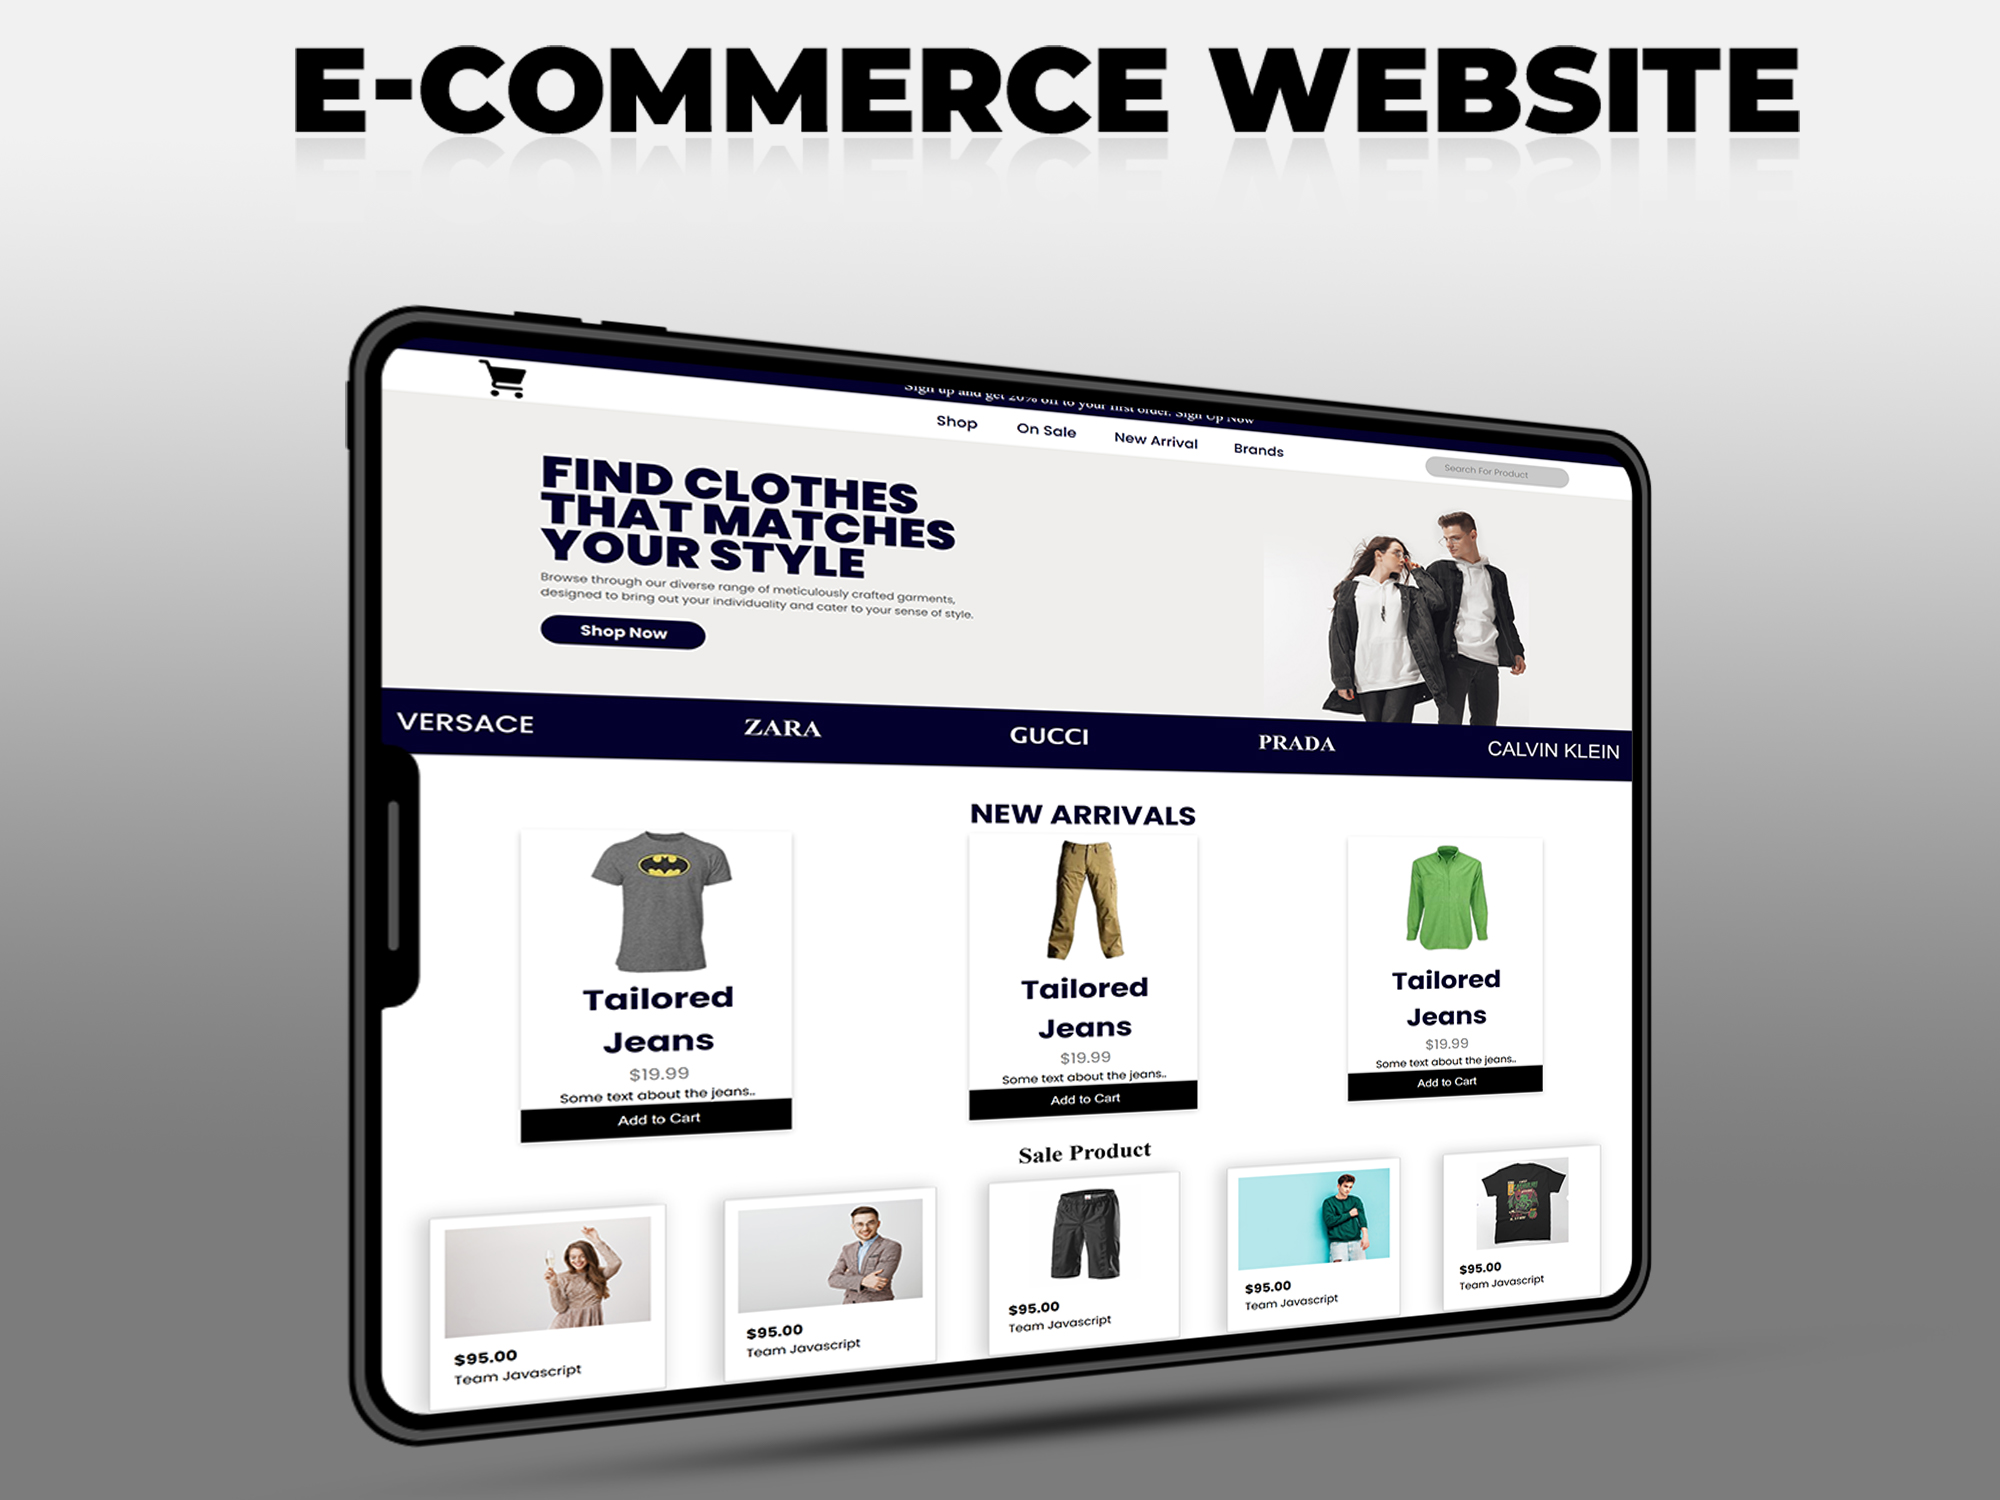 E-COMMERCE WEBSITE
Sign up and get 20% off to your first order. Sign Up Now
Shop On Sale New Arrival Brands
Search For Product
FIND CLOTHES
THAT MATCHES
YOUR STYLE
Browse through our diverse range of meticulously crafted garments,
designed to bring out your individuality and cater to your sense of style.
Shop Now
VERSACE ZARA GUCCI PRADA CALVIN KLEIN
NEW ARRIVALS
Tailored
Jeans
$19.99
Some text about the jeans..
Add to Cart
Tailored
Jeans
$19.99
Some text about the jeans..
Add to Cart
Tailored
Jeans
$19.99
Some text about the jeans..
Add to Cart
Sale Product
$95.00
Team Javascript
$95.00
Team Javascript
$95.00
Team Javascript
$95.00
Team Javascript
$95.00
Team Javascript